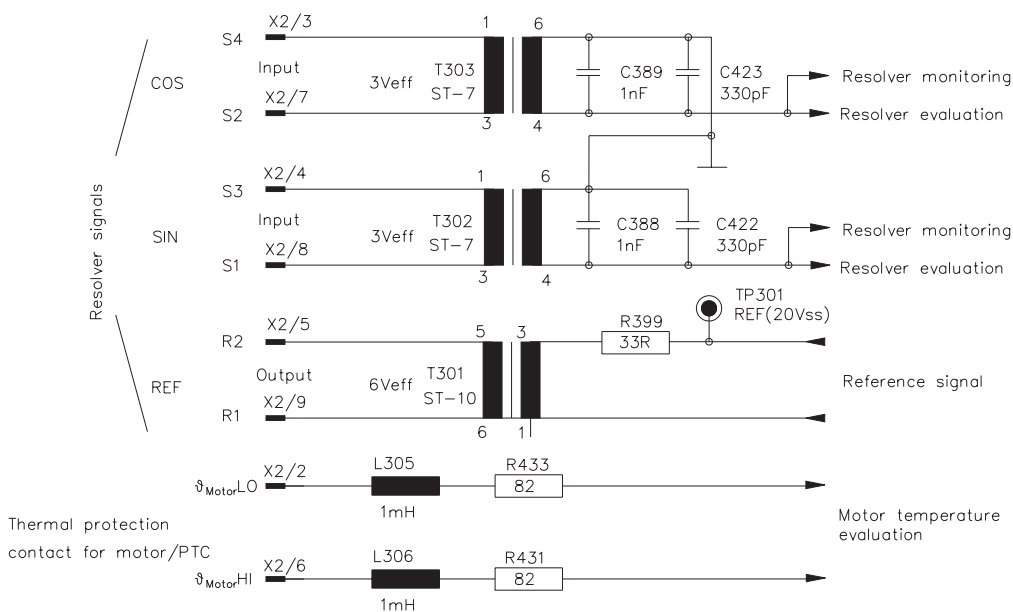 Resolver signals
COS
S4
X2/3
Input
3Veff
S2
X2/7
1
3
T303
ST-7
6
4
C389
1nF
C423
330pF
Resolver monitoring
Resolver evaluation
SIN
S3
X2/4
Input
3Veff
S1
X2/8
1
3
T302
ST-7
6
4
C388
1nF
C422
330pF
Resolver monitoring
Resolver evaluation
REF
R2
X2/5
Output
6Veff
R1
X2/9
5
6
T301
ST-10
3
1
R399
33R
TP301
REF(20Vss)
Reference signal
Thermal protection
contact for motor/PTC
ϑMotorLO
X2/2
L305
1mH
R433
82
ϑMotorHI
X2/6
L306
1mH
R431
82
Motor temperature
evaluation